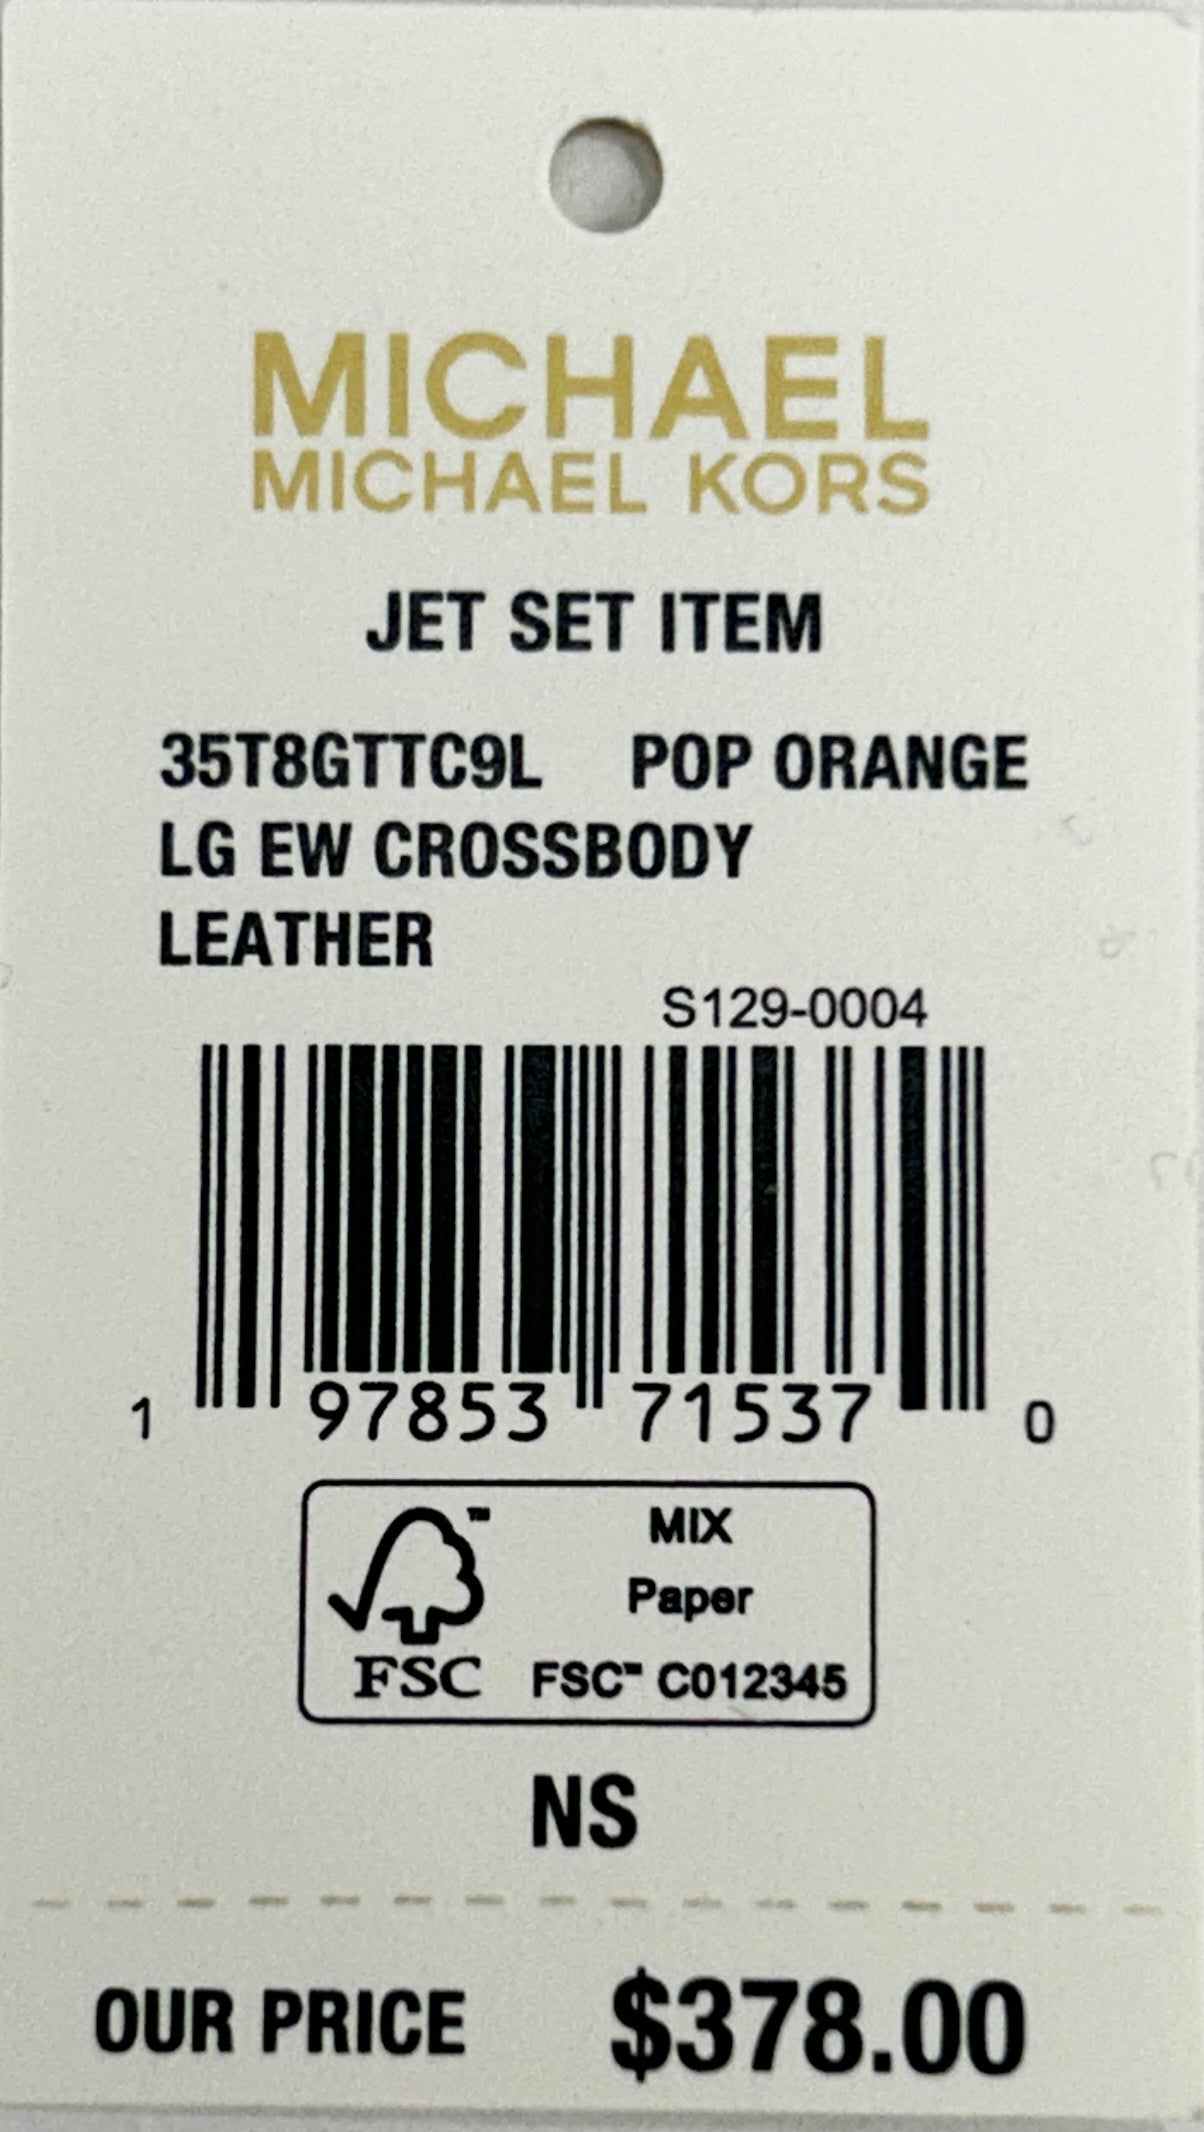 MICHAEL
MICHAEL KORS
JET SET ITEM
35T8GTTC9L POP ORANGE
LG EW CROSSBODY
LEATHER
S129-0004
1 97853 71537 0
™ MIX
Paper
FSC FSC™ C012345
NS
OUR PRICE $378.00